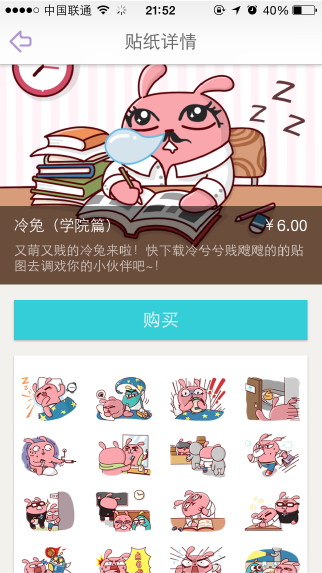 中国联通 21:52 40%
贴纸详情
Z Z Z
冷兔（学院篇） ¥6.00
又萌又贱的冷兔来啦！快下载冷兮兮贱飕飕的的贴
图去调戏你的小伙伴吧~！
购买